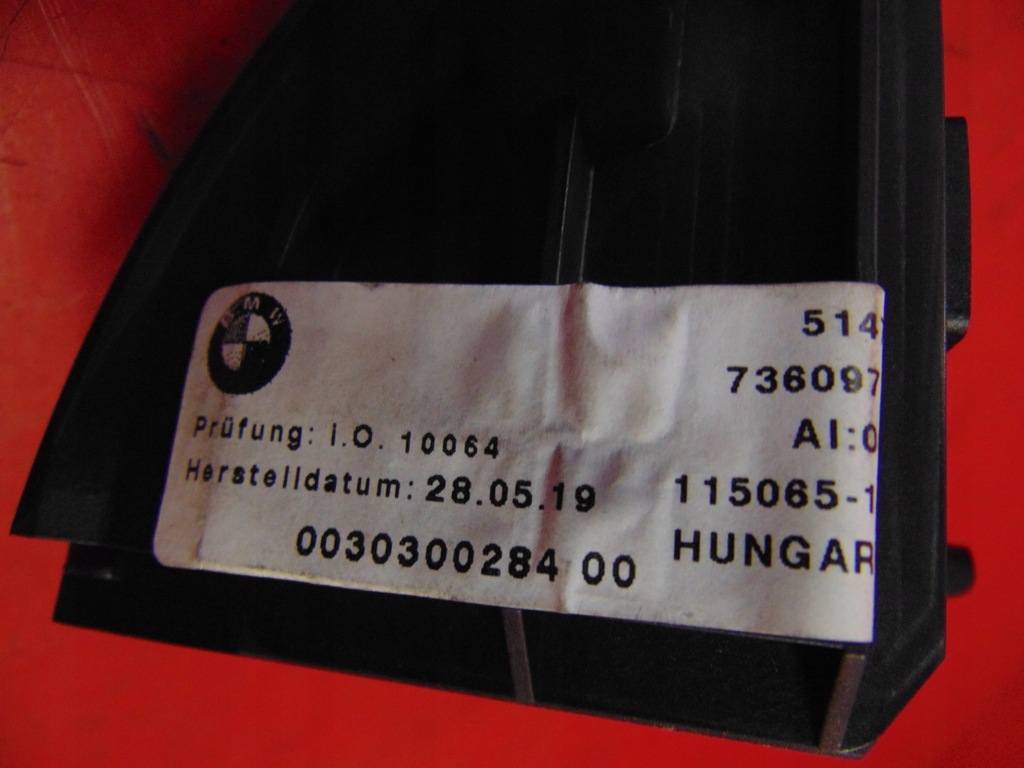 BMW
514
736097
AI:0
Prüfung: i.O. 10064
Herstelldatum: 28.05.19
115065-1
0030300284 00
HUNGAR